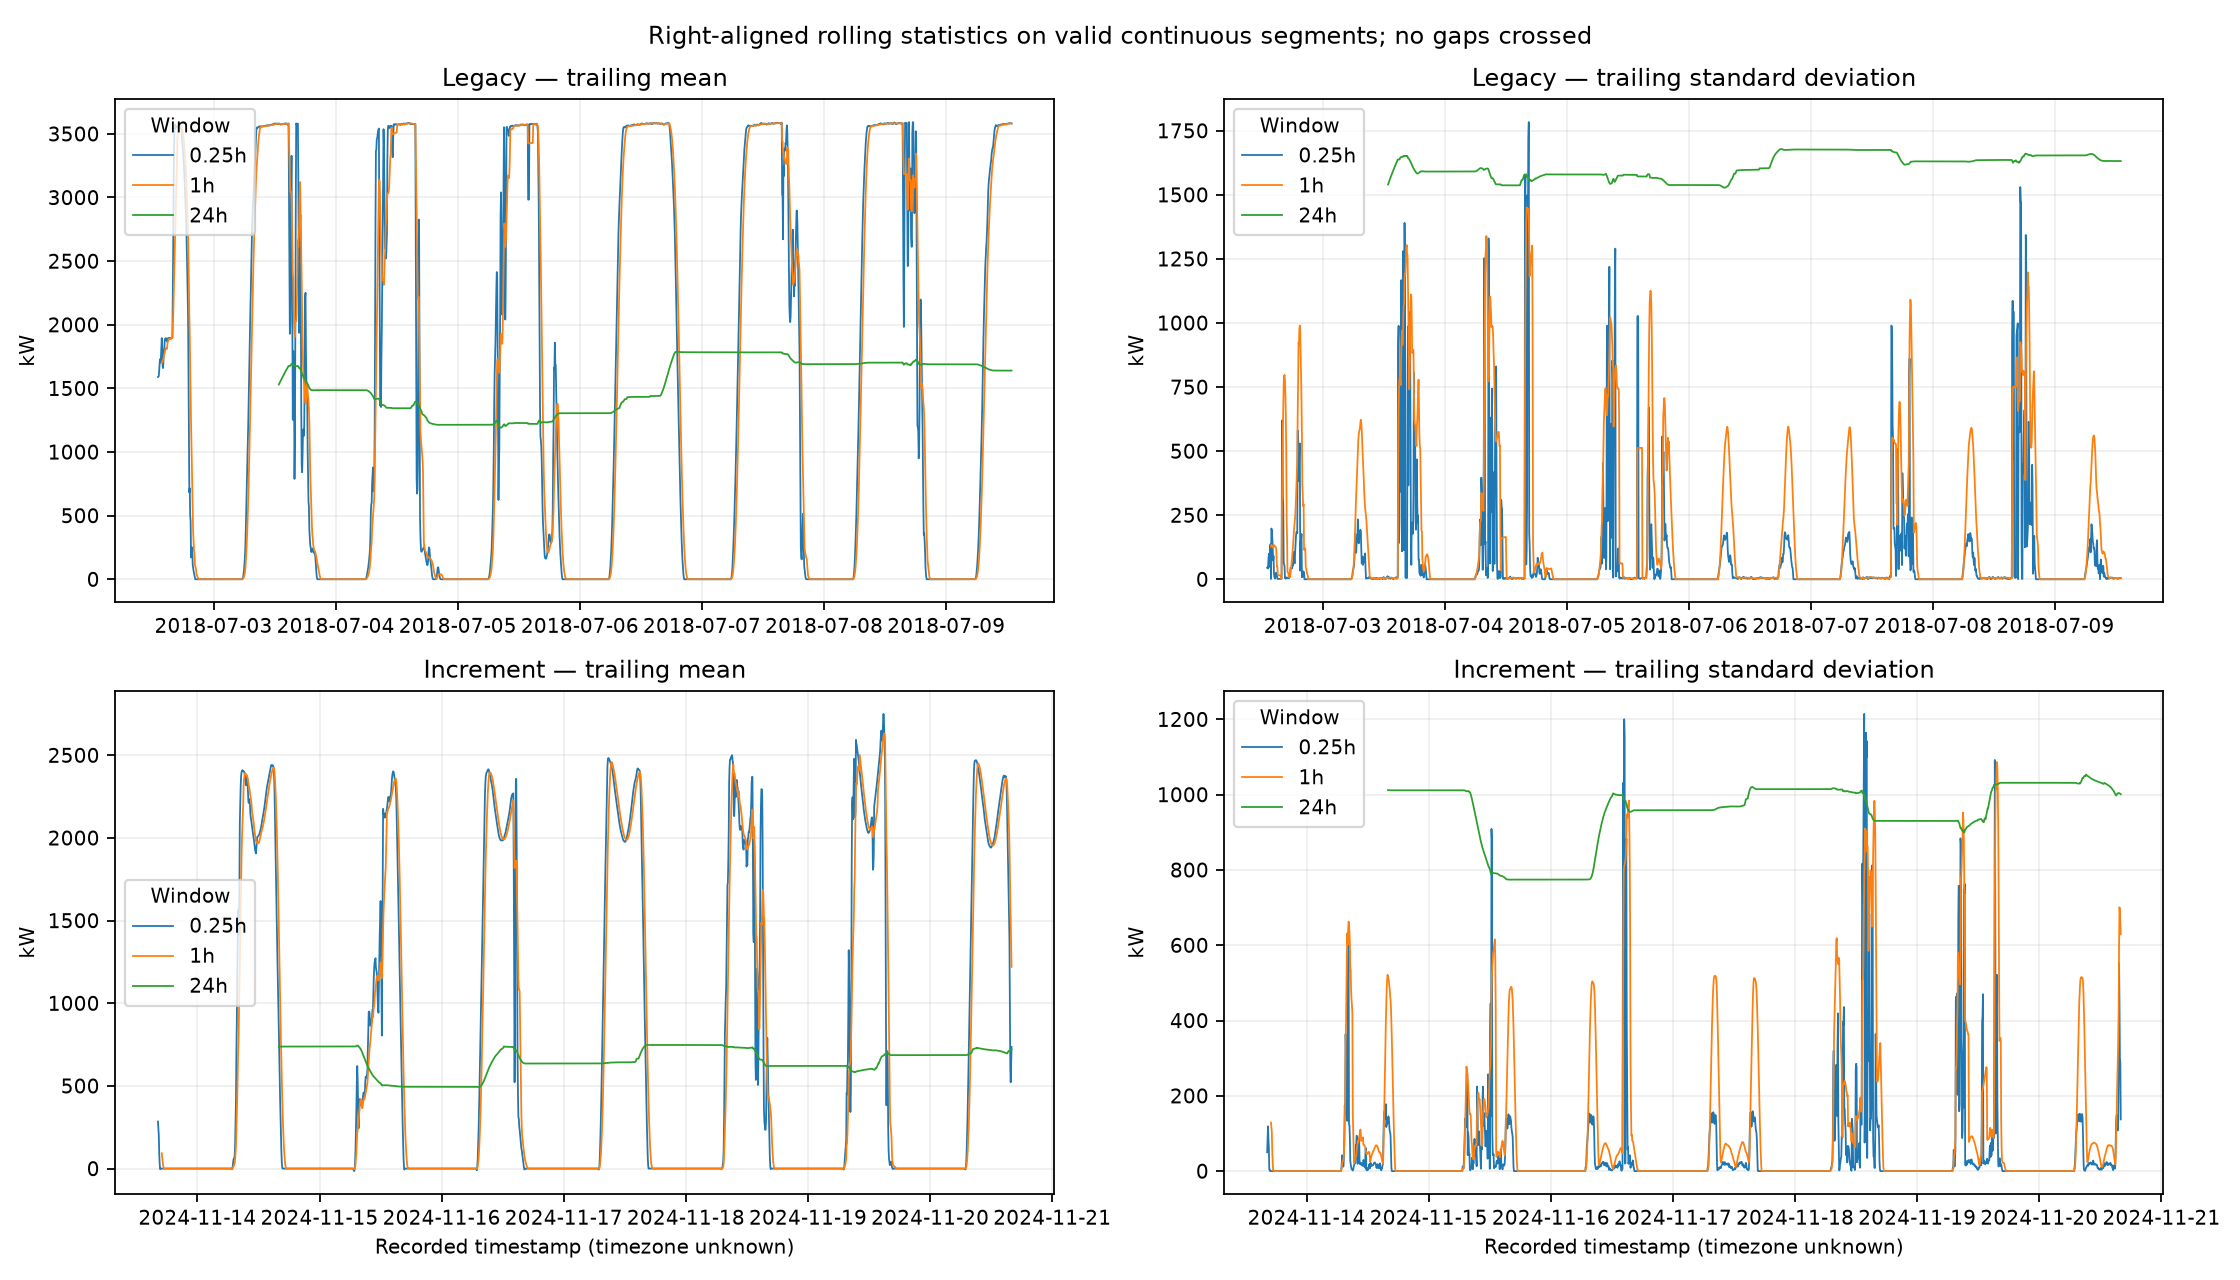 Right-aligned rolling statistics on valid continuous segments; no gaps crossed
Legacy — trailing mean
kW
3500
3000
2500
2000
1500
1000
500
0
Window
0.25h
1h
24h
2018-07-03 2018-07-04 2018-07-05 2018-07-06 2018-07-07 2018-07-08 2018-07-09
Legacy — trailing standard deviation
kW
1750
1500
1250
1000
750
500
250
0
Window
0.25h
1h
24h
2018-07-03 2018-07-04 2018-07-05 2018-07-06 2018-07-07 2018-07-08 2018-07-09
Increment — trailing mean
kW
2500
2000
1500
1000
500
0
Window
0.25h
1h
24h
2024-11-14 2024-11-15 2024-11-16 2024-11-17 2024-11-18 2024-11-19 2024-11-20 2024-11-21
Recorded timestamp (timezone unknown)
Increment — trailing standard deviation
kW
1200
1000
800
600
400
200
0
Window
0.25h
1h
24h
2024-11-14 2024-11-15 2024-11-16 2024-11-17 2024-11-18 2024-11-19 2024-11-20 2024-11-21
Recorded timestamp (timezone unknown)